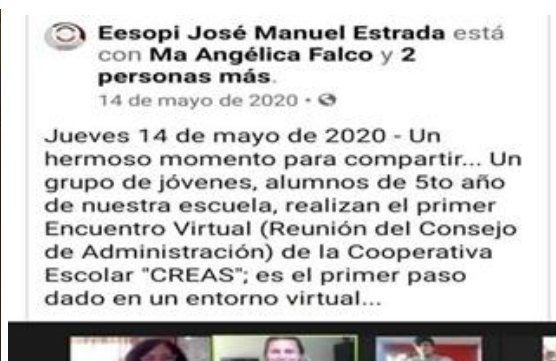 Eesopi José Manuel Estrada está
con Ma Angélica Falco y 2
personas más.
14 de mayo de 2020 ·
Jueves 14 de mayo de 2020 - Un
hermoso momento para compartir... Un
grupo de jóvenes, alumnos de 5to año
de nuestra escuela, realizan el primer
Encuentro Virtual (Reunión del Consejo
de Administración) de la Cooperativa
Escolar "CREAS"; es el primer paso
dado en un entorno virtual...